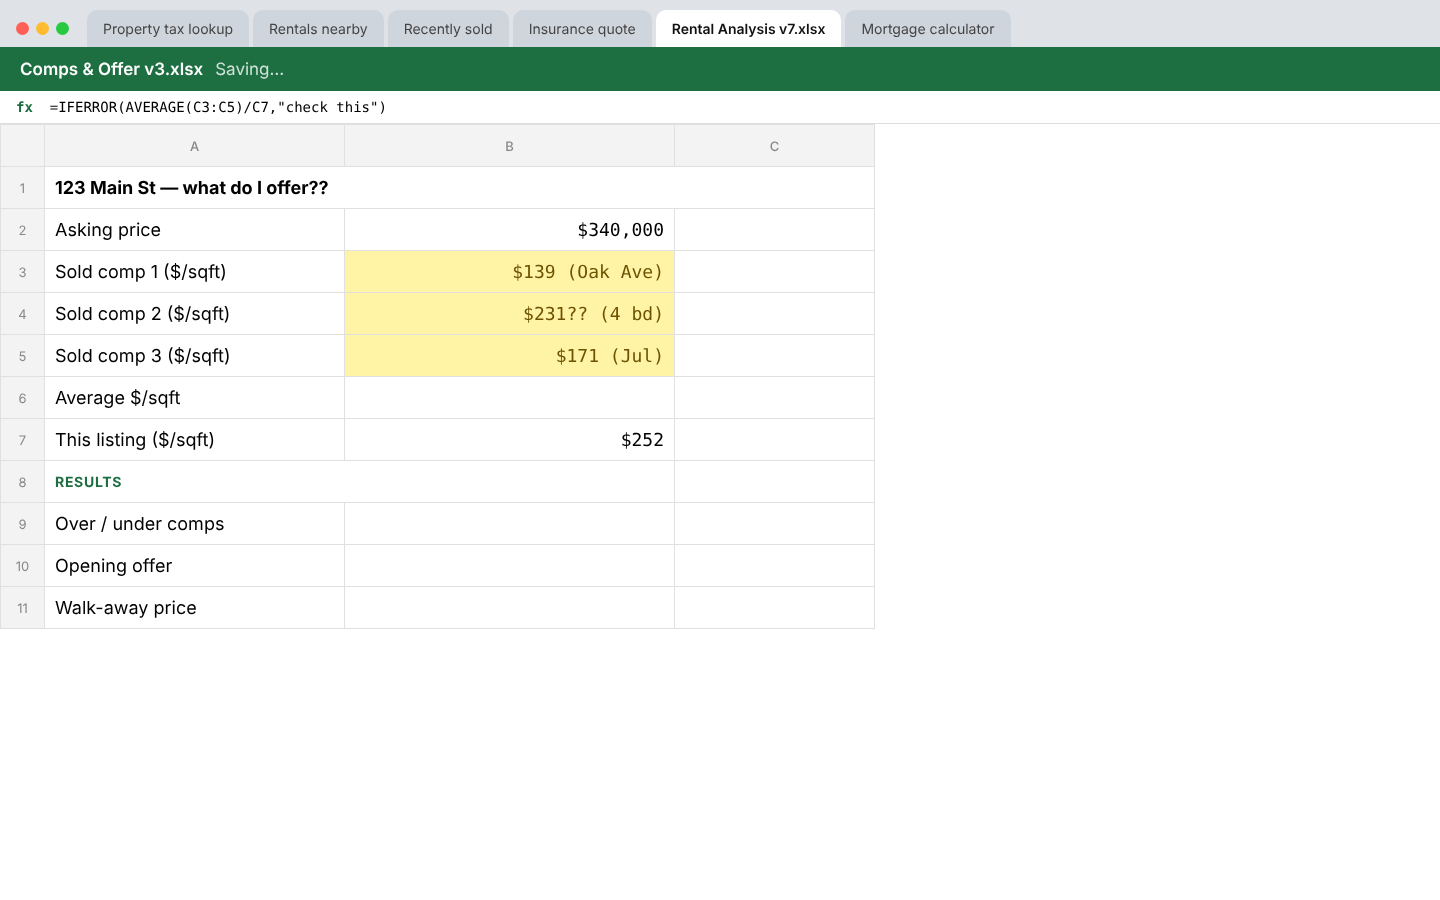 Property tax lookup Rentals nearby Recently sold Insurance quote Rental Analysis v7.xlsx Mortgage calculator
Comps & Offer v3.xlsx Saving...
fx =IFERROR(AVERAGE(C3:C5)/C7,"check this")
A B C
1 123 Main St — what do I offer??
2 Asking price $340,000
3 Sold comp 1 ($/sqft) $139 (Oak Ave)
4 Sold comp 2 ($/sqft) $231?? (4 bd)
5 Sold comp 3 ($/sqft) $171 (Jul)
6 Average $/sqft
7 This listing ($/sqft) $252
8 RESULTS
9 Over / under comps
10 Opening offer
11 Walk-away price